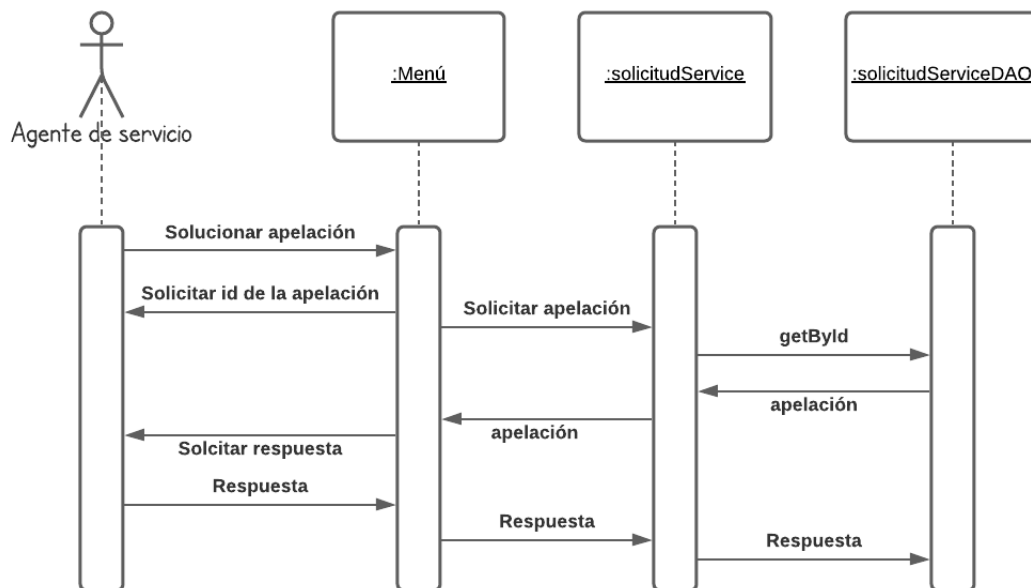 :Menú
:solicitudService
:solicitudServiceDAO
Agente de servicio
Solucionar apelación
Solicitar id de la apelación
Solicitar apelación
getById
apelación
apelación
Solcitar respuesta
Respuesta
Respuesta
Respuesta